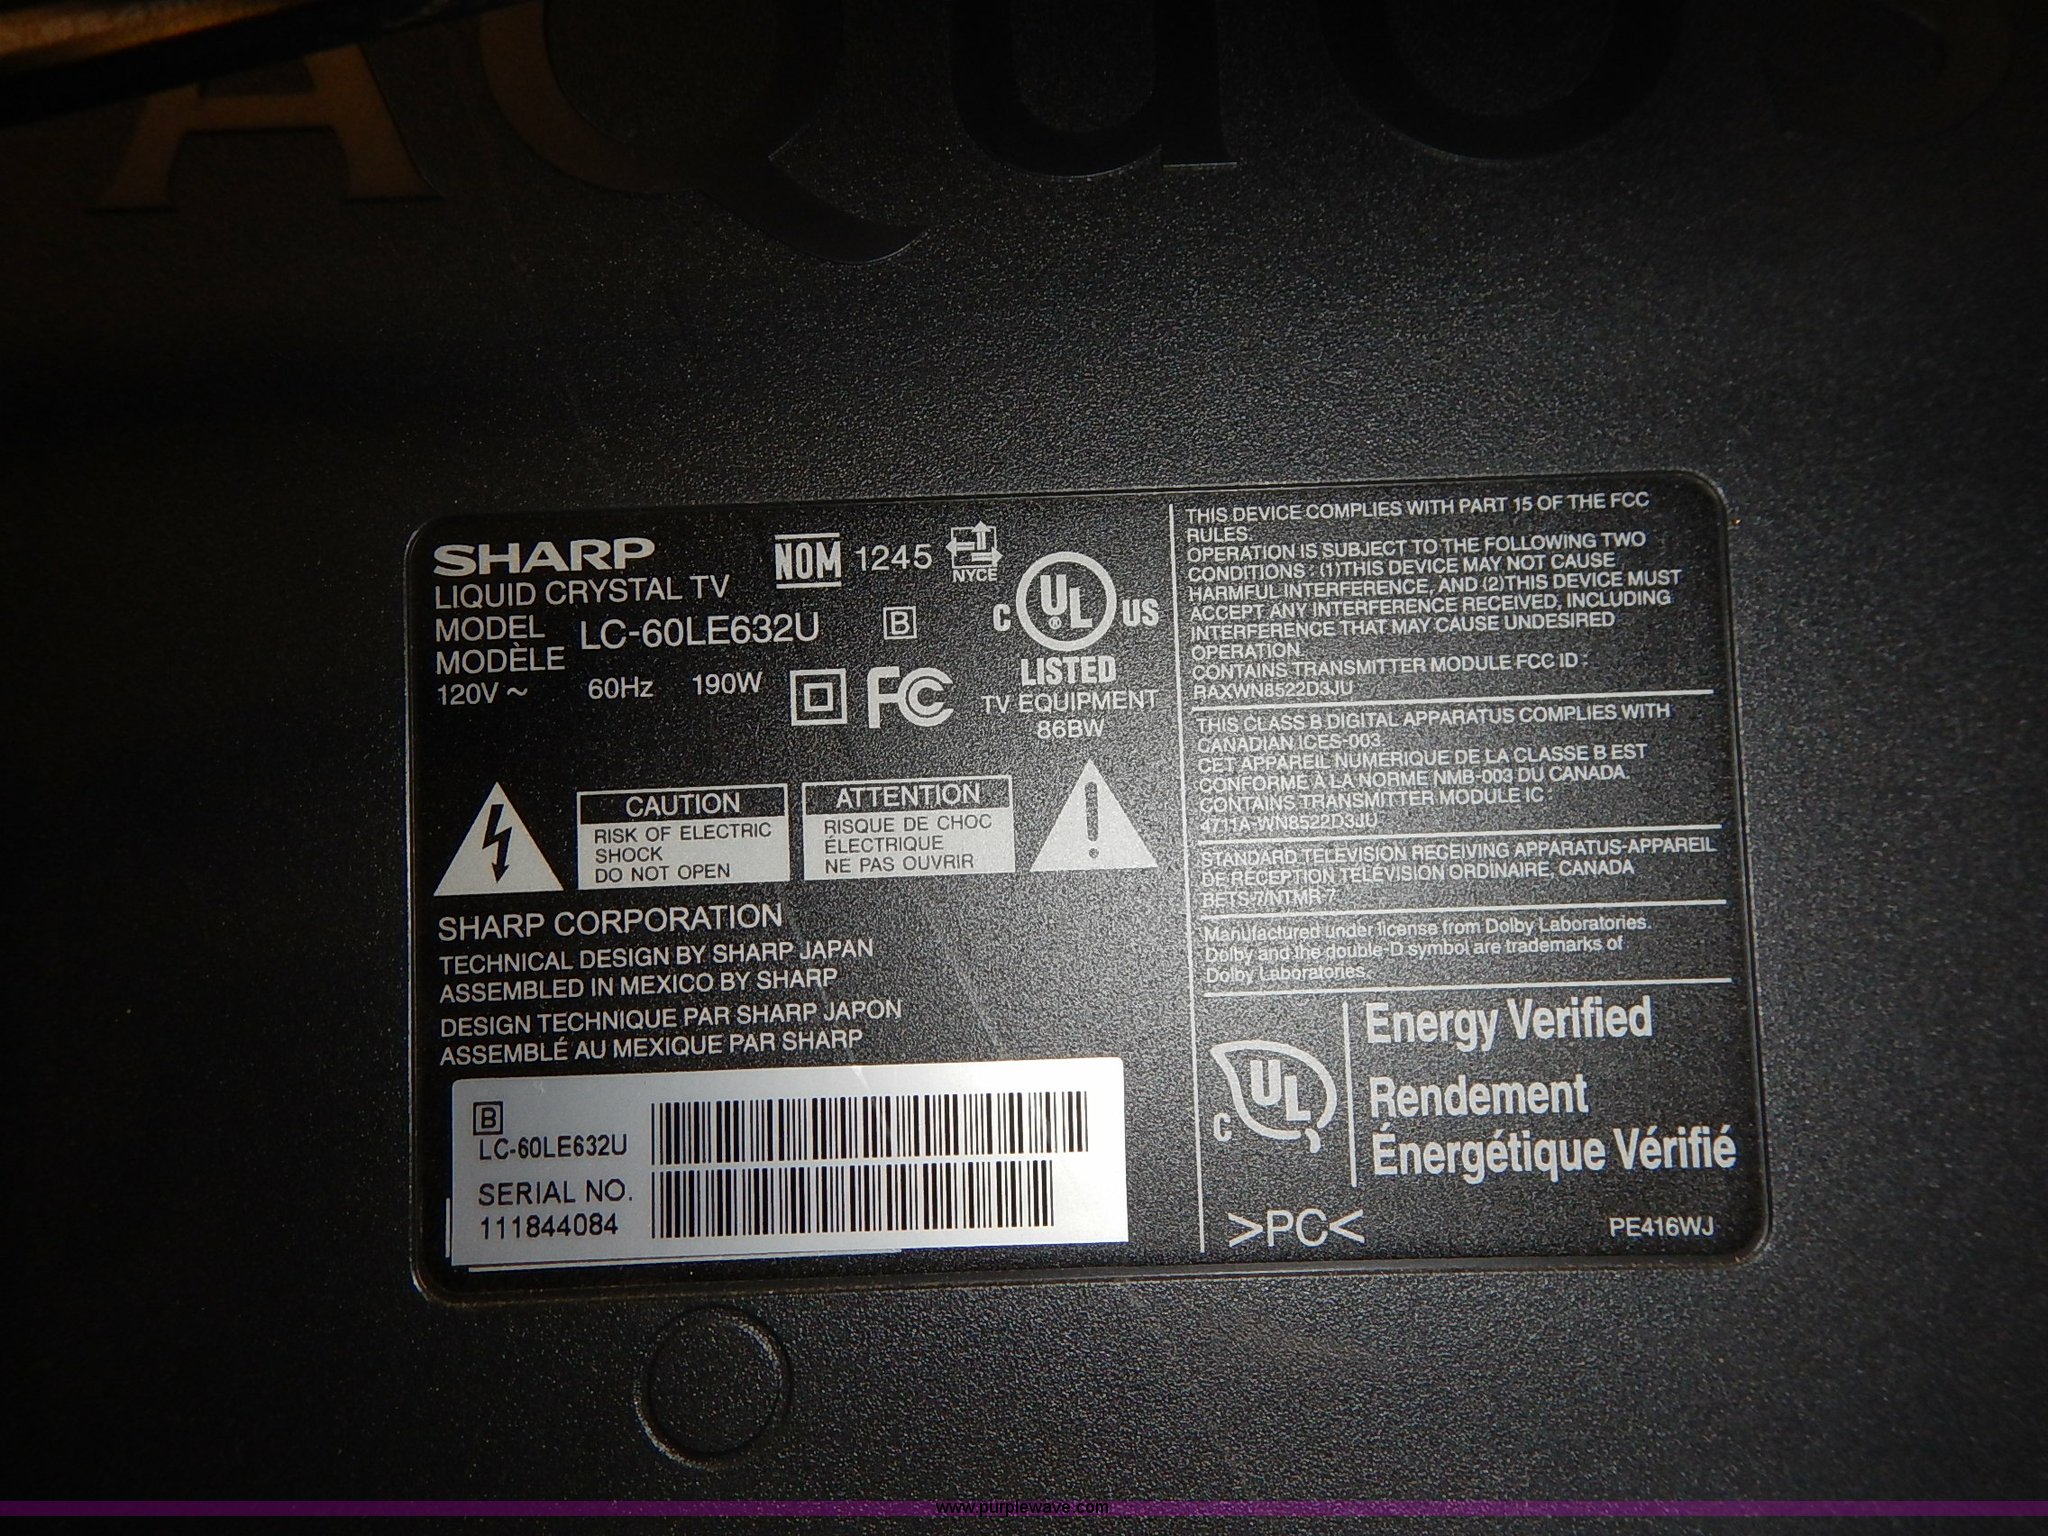 AQUOS
SHARP
LIQUID CRYSTAL TV
MODEL
MODÈLE
LC-60LE632U
B
120V ~ 60Hz 190W
NOM 1245
NYCE
C UL ® US
LISTED
TV EQUIPMENT
86BW
FC
CAUTION
RISK OF ELECTRIC
SHOCK
DO NOT OPEN
ATTENTION
RISQUE DE CHOC
ÉLECTRIQUE
NE PAS OUVRIR
SHARP CORPORATION
TECHNICAL DESIGN BY SHARP JAPAN
ASSEMBLED IN MEXICO BY SHARP
DESIGN TECHNIQUE PAR SHARP JAPON
ASSEMBLÉ AU MEXIQUE PAR SHARP
B
LC-60LE632U
SERIAL NO.
111844084
THIS DEVICE COMPLIES WITH PART 15 OF THE FCC
RULES.
OPERATION IS SUBJECT TO THE FOLLOWING TWO
CONDITIONS : (1)THIS DEVICE MAY NOT CAUSE
HARMFUL INTERFERENCE, AND (2)THIS DEVICE MUST
ACCEPT ANY INTERFERENCE RECEIVED, INCLUDING
INTERFERENCE THAT MAY CAUSE UNDESIRED
OPERATION.
CONTAINS TRANSMITTER MODULE FCC ID :
RAXWN8522D3JU
THIS CLASS B DIGITAL APPARATUS COMPLIES WITH
CANADIAN ICES-003.
CET APPAREIL NUMÉRIQUE DE LA CLASSE B EST
CONFORME À LA NORME NMB-003 DU CANADA.
CONTAINS TRANSMITTER MODULE IC :
4711A-WN8522D3JU
STANDARD TELEVISION RECEIVING APPARATUS-APPAREIL
DE RÉCEPTION TÉLÉVISION ORDINAIRE, CANADA
BETS-7/NTMR-7
Manufactured under license from Dolby Laboratories.
Dolby and the double-D symbol are trademarks of
Dolby Laboratories.
C UL
Energy Verified
Rendement
Énergétique Vérifié
>PC<
PE416WJ
www.purplewave.com